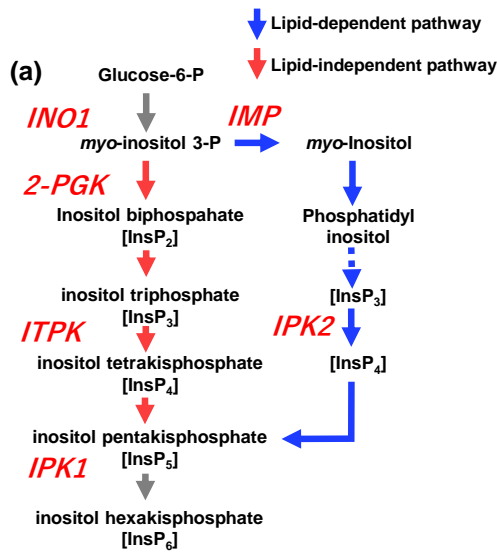 Lipid-dependent pathway
Lipid-independent pathway
(a)
Glucose-6-P
INO1
IMP
myo-inositol 3-P
myo-Inositol
2-PGK
Inositol biphospahate
[InsP2]
Phosphatidyl
inositol
inositol triphosphate
[InsP3]
[InsP3]
ITPK
IPK2
inositol tetrakisphosphate
[InsP4]
[InsP4]
inositol pentakisphosphate
[InsP5]
IPK1
inositol hexakisphosphate
[InsP6]